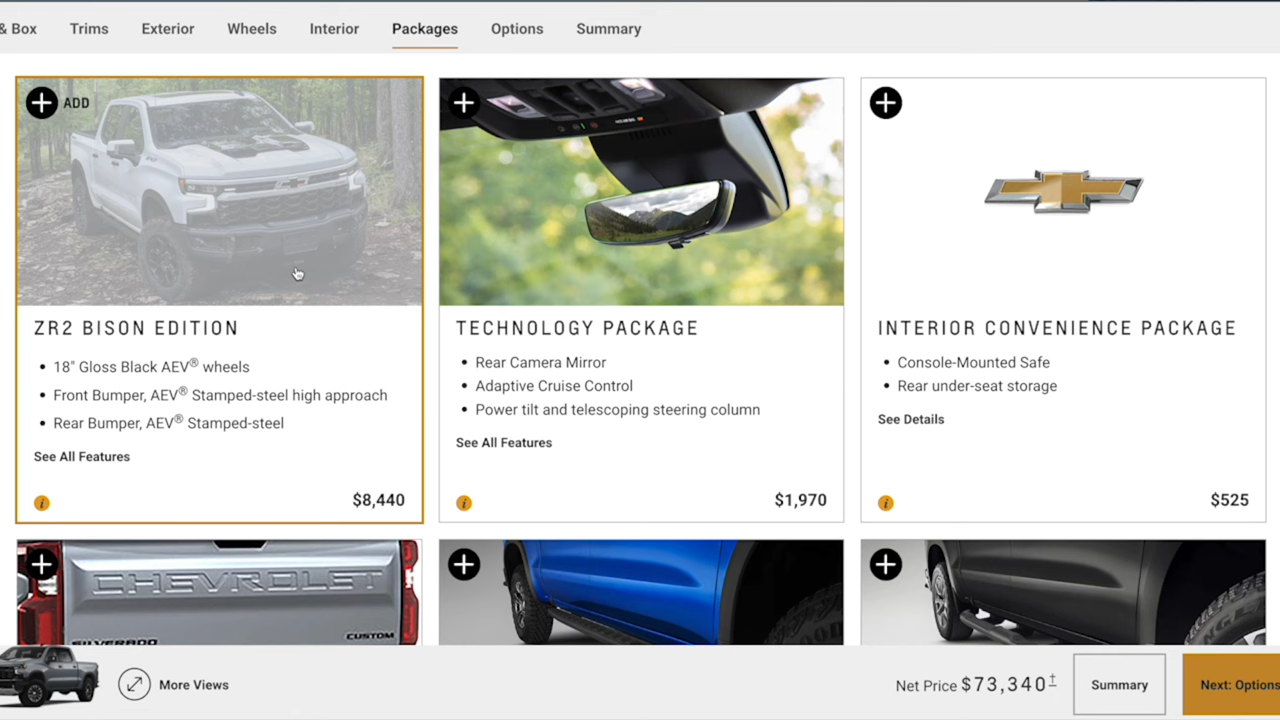 & Box
Trims
Exterior
Wheels
Interior
Packages
Options
Summary
ADD
ZR2 BISON EDITION
• 18" Gloss Black AEV® wheels
• Front Bumper, AEV® Stamped-steel high approach
• Rear Bumper, AEV® Stamped-steel
See All Features
i
$8,440
TECHNOLOGY PACKAGE
• Rear Camera Mirror
• Adaptive Cruise Control
• Power tilt and telescoping steering column
See All Features
i
$1,970
INTERIOR CONVENIENCE PACKAGE
• Console-Mounted Safe
• Rear under-seat storage
See Details
i
$525
CHEVROLET
SILVERADO
CUSTOM
More Views
Net Price $73,340†
Summary
Next: Options